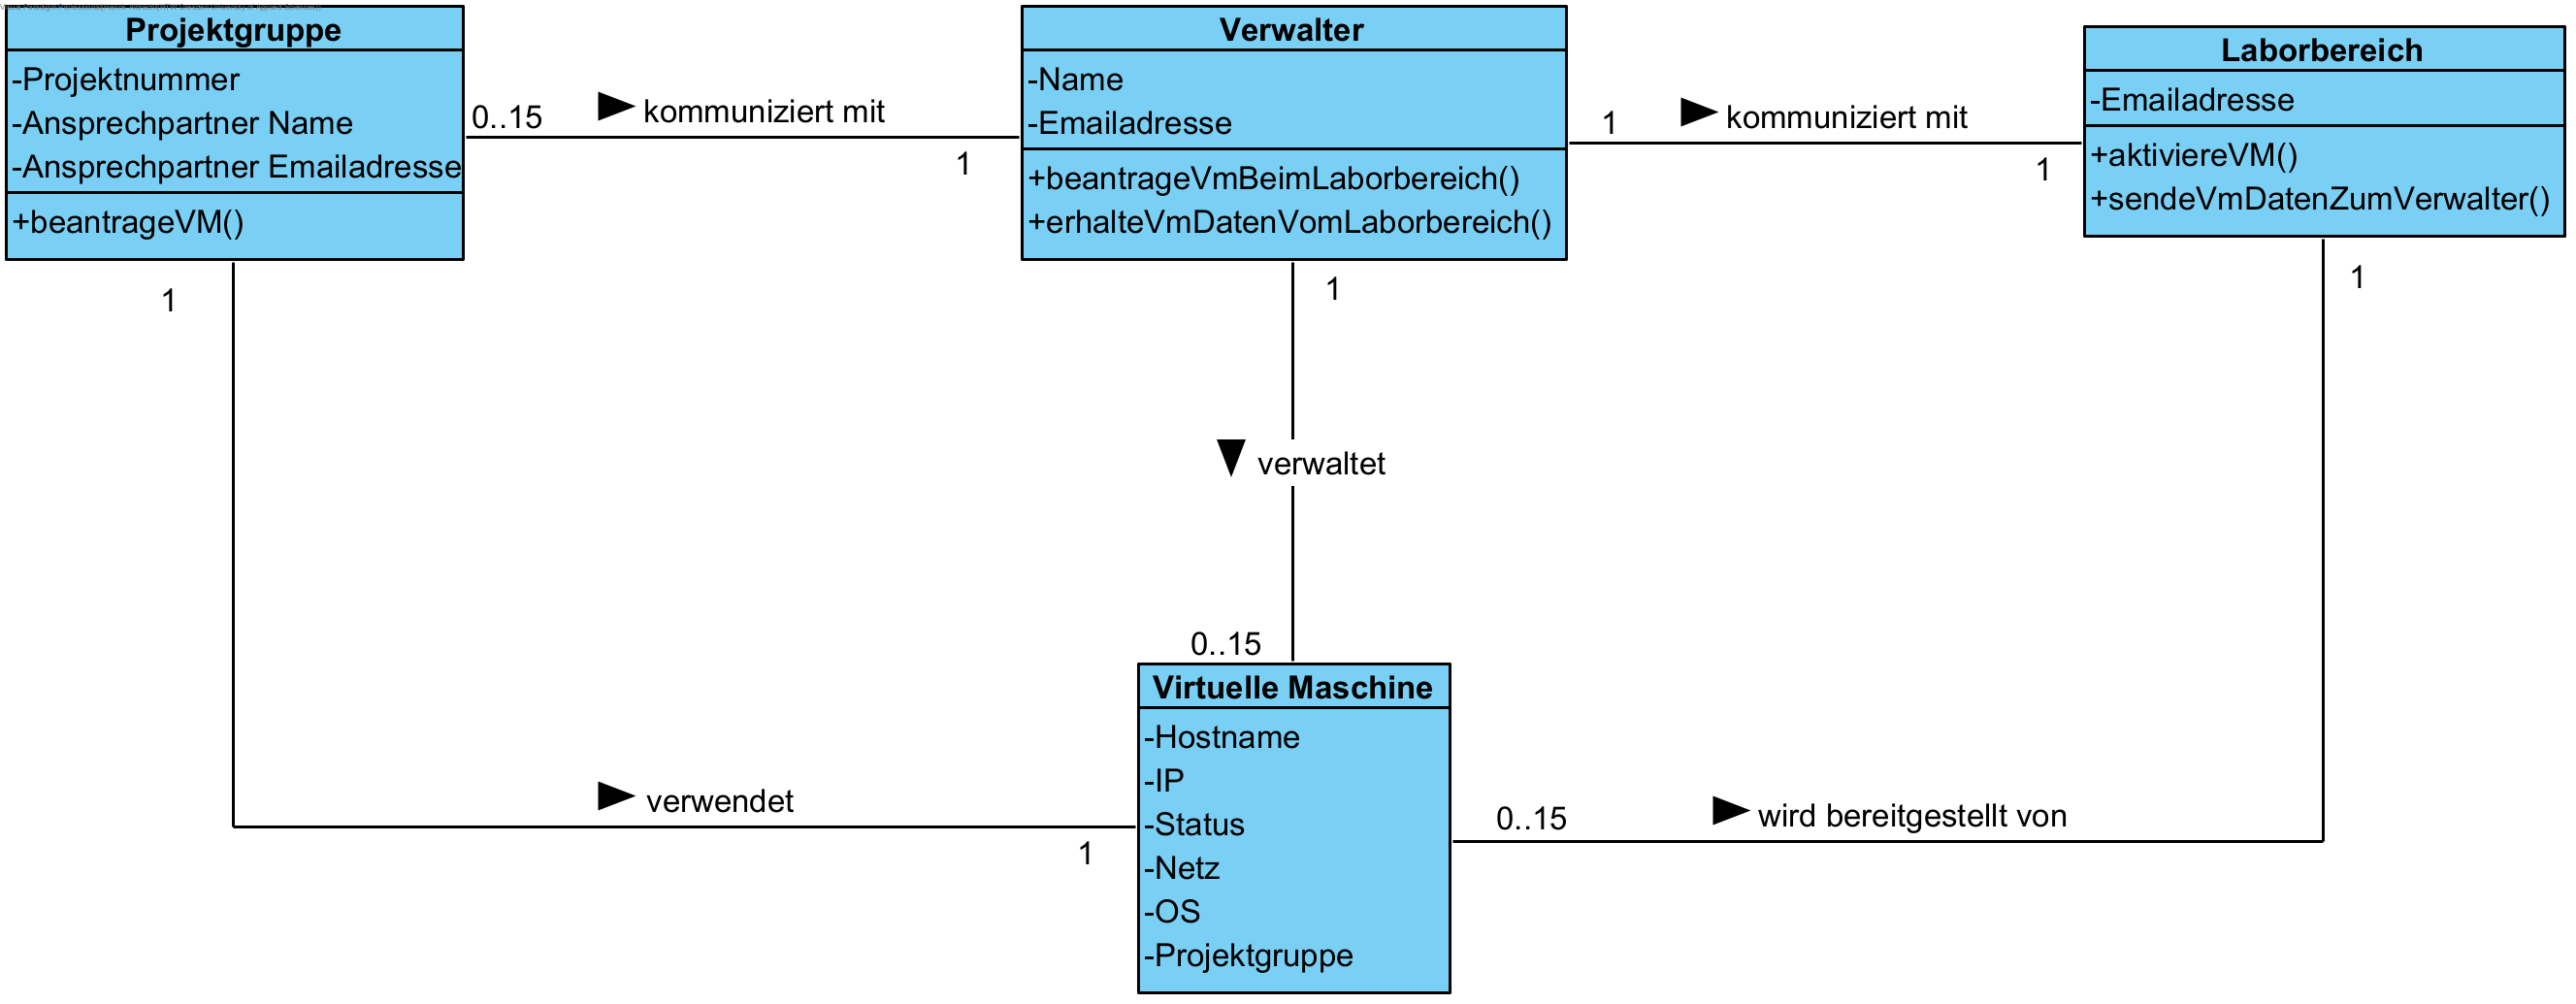 Projektgruppe
-Projektnummer
-Ansprechpartner Name
-Ansprechpartner Emailadresse
+beantrageVM()
0..15
kommuniziert mit
1
Verwalter
-Name
-Emailadresse
+beantrageVmBeimLaborbereich()
+erhalteVmDatenVomLaborbereich()
1
kommuniziert mit
1
Laborbereich
-Emailadresse
+aktiviereVM()
+sendeVmDatenZumVerwalter()
1
1
1
verwaltet
0..15
Virtuelle Maschine
-Hostname
-IP
-Status
-Netz
-OS
-Projektgruppe
verwendet
1
0..15
wird bereitgestellt von